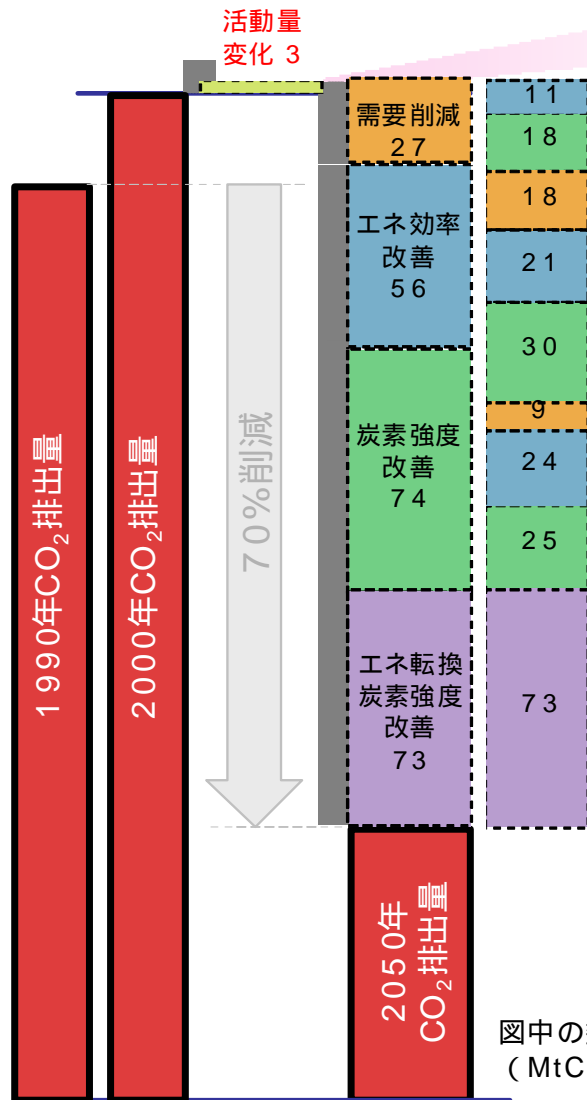 活動量
変化 3
需要削減
27
エネ効率
改善
56
炭素強度
改善
74
エネ転換
炭素強度
改善
73
11
18
18
21
30
9
24
25
73
70%削減
1990年CO₂排出量
2000年CO₂排出量
2050年
CO₂排出量
図中の
(MtC